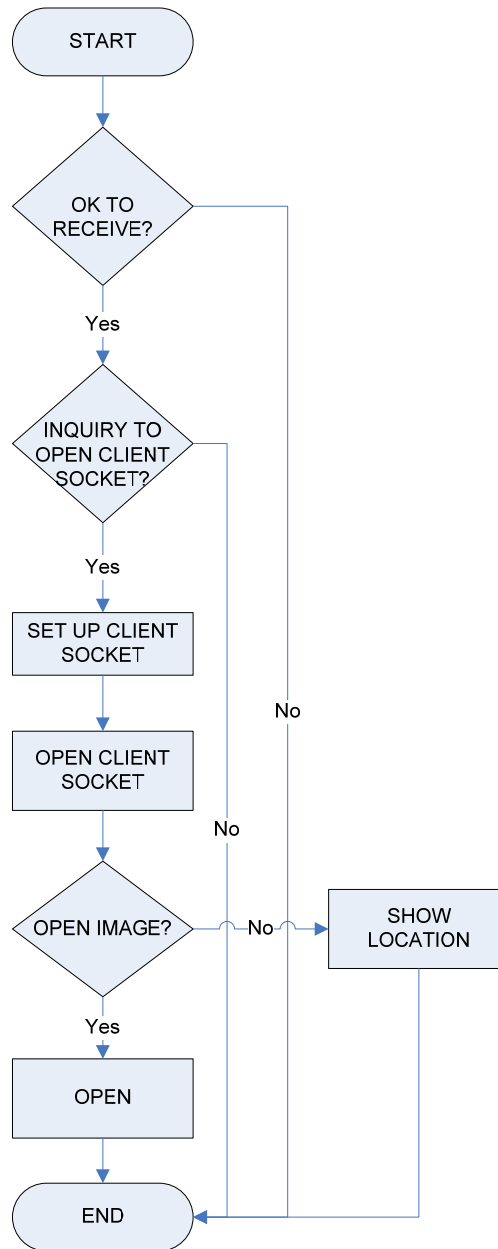 START
OK TO
RECEIVE?
Yes
INQUIRY TO
OPEN CLIENT
SOCKET?
Yes
SET UP CLIENT
SOCKET
No
OPEN CLIENT
SOCKET
No
OPEN IMAGE?
No
SHOW
LOCATION
Yes
OPEN
END